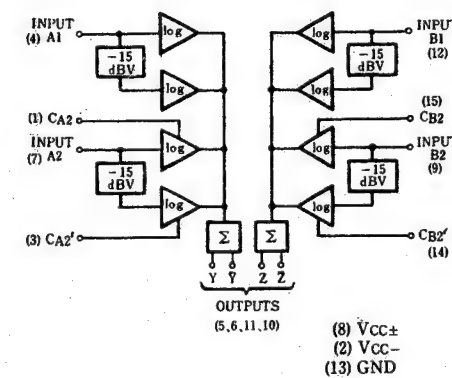 INPUT
(4) A1
-15
dBV
log
log
(1) CA2
INPUT
(7) A2
-15
dBV
log
log
(3) CA2'
INPUT
B1
(12)
-15
dBV
log
log
(15)
CB2
INPUT
B2
(9)
-15
dBV
log
log
CB2'
(14)
Σ Σ
Y Y̅ Z Z̅
OUTPUTS
(5,6,11,10)
(8) VCC±
(2) VCC−
(13) GND